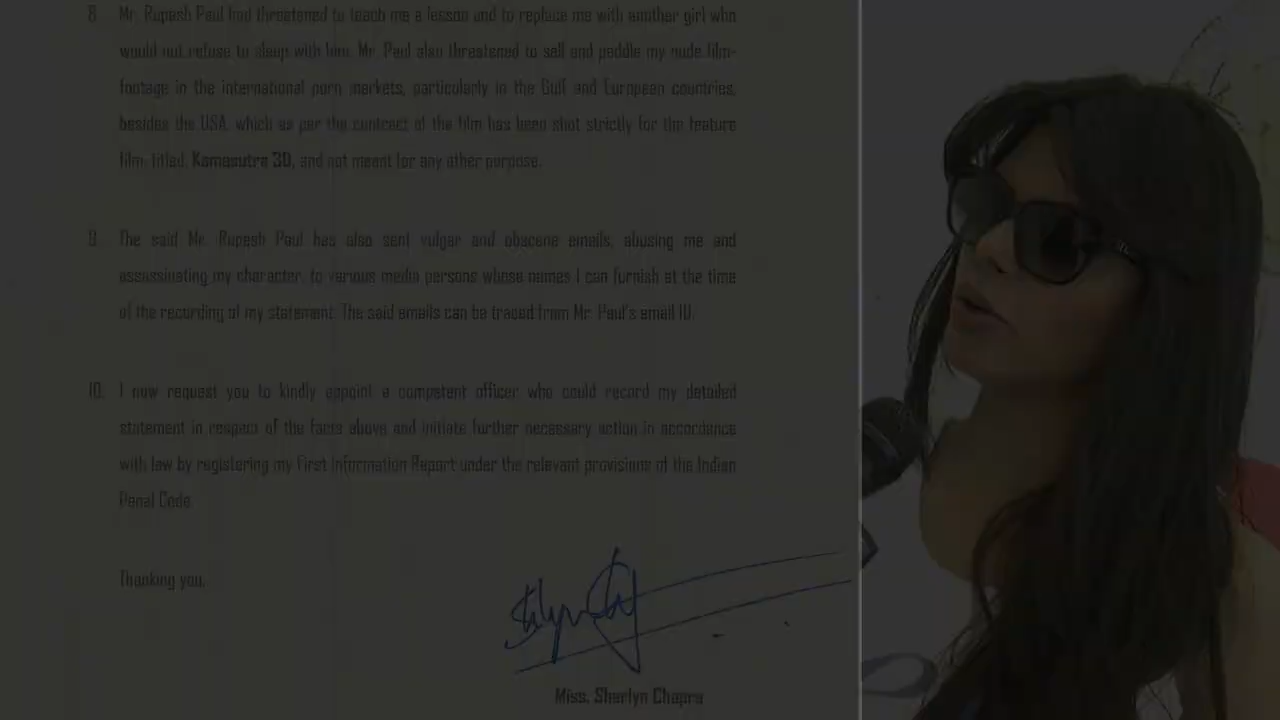 8. Mr. Rupesh Paul had threatened to teach me a lesson and to replace me with another girl who
would not refuse to sleep with him. Mr. Paul also threatened to sell and peddle my nude film-
footage in the international porn markets, particularly in the Gulf and European countries,
besides the USA, which as per the contract of the film has been shot strictly for the feature
film, titled, Kamasutra 3D, and not meant for any other purpose.
9. The said Mr. Rupesh Paul has also sent vulgar and obscene emails, abusing me and
assassinating my character, to various media persons whose names I can furnish at the time
of the recording of my statement. The said emails can be traced from Mr. Paul's email ID.
10. I now request you to kindly appoint a competent officer who could record my detailed
statement in respect of the facts above and initiate further necessary action in accordance
with law by registering my First Information Report under the relevant provisions of the Indian
Penal Code.
Thanking you,
Miss. Sherlyn Chopra